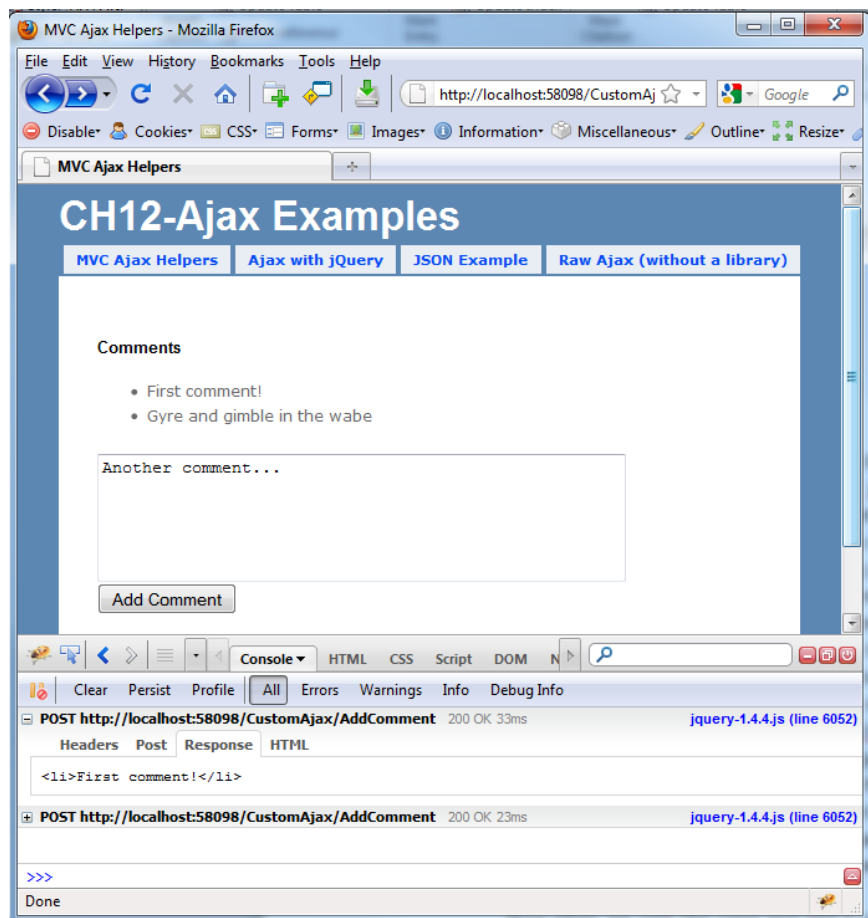 MVC Ajax Helpers - Mozilla Firefox
File Edit View History Bookmarks Tools Help
http://localhost:58098/CustomAj
Google
Disable Cookies CSS CSS Forms Images Information Miscellaneous Outline Resize
MVC Ajax Helpers
CH12-Ajax Examples
MVC Ajax Helpers Ajax with jQuery JSON Example Raw Ajax (without a library)
Comments
• First comment!
• Gyre and gimble in the wabe
Another comment...
Add Comment
Console HTML CSS Script DOM N
Clear Persist Profile All Errors Warnings Info Debug Info
POST http://localhost:58098/CustomAjax/AddComment 200 OK 33ms jquery-1.4.4.js (line 6052)
Headers Post Response HTML
<li>First comment!</li>
POST http://localhost:58098/CustomAjax/AddComment 200 OK 23ms jquery-1.4.4.js (line 6052)
>>>
Done